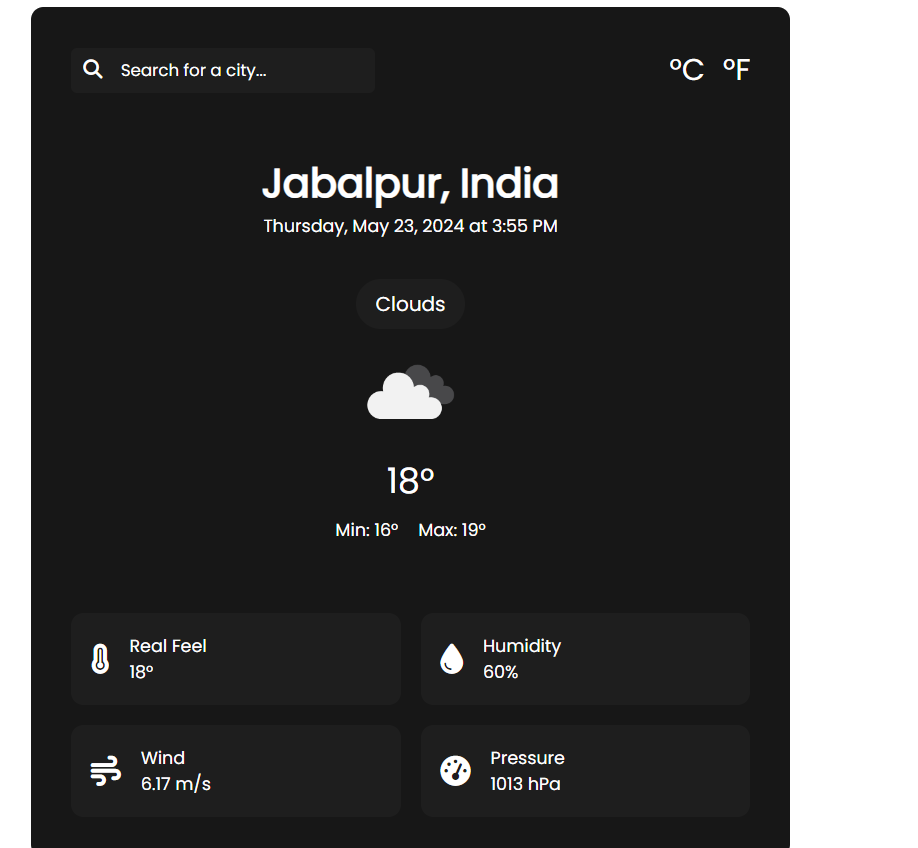 Search for a city...
°C °F
Jabalpur, India
Thursday, May 23, 2024 at 3:55 PM
Clouds
18°
Min: 16° Max: 19°
Real Feel
18°
Humidity
60%
Wind
6.17 m/s
Pressure
1013 hPa